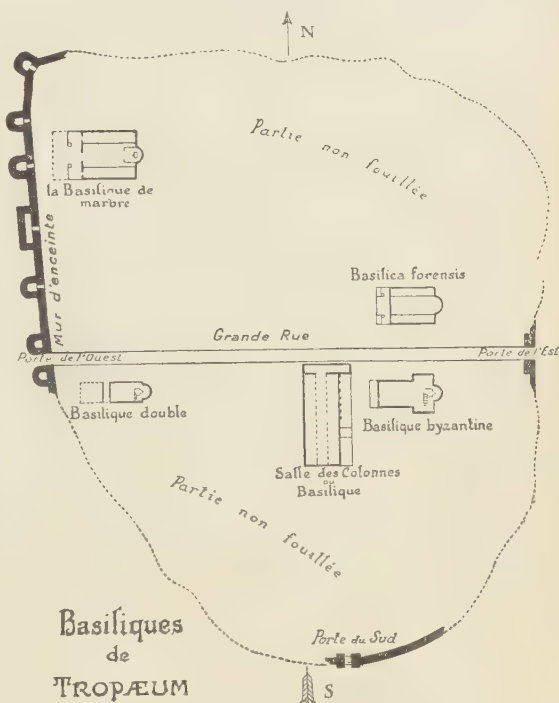 N
Partie non fouillée
la Basilique de
marbre
Mur d'enceinte
Basilica forensis
Grande Rue
Porte de l'Ouest
Porte de l'Est
Basilique double
Basilique byzantine
Salle des Colonnes
ou
Basilique
Partie non fouillée
Porte du Sud
Basiliques
de
TROPÆUM
S